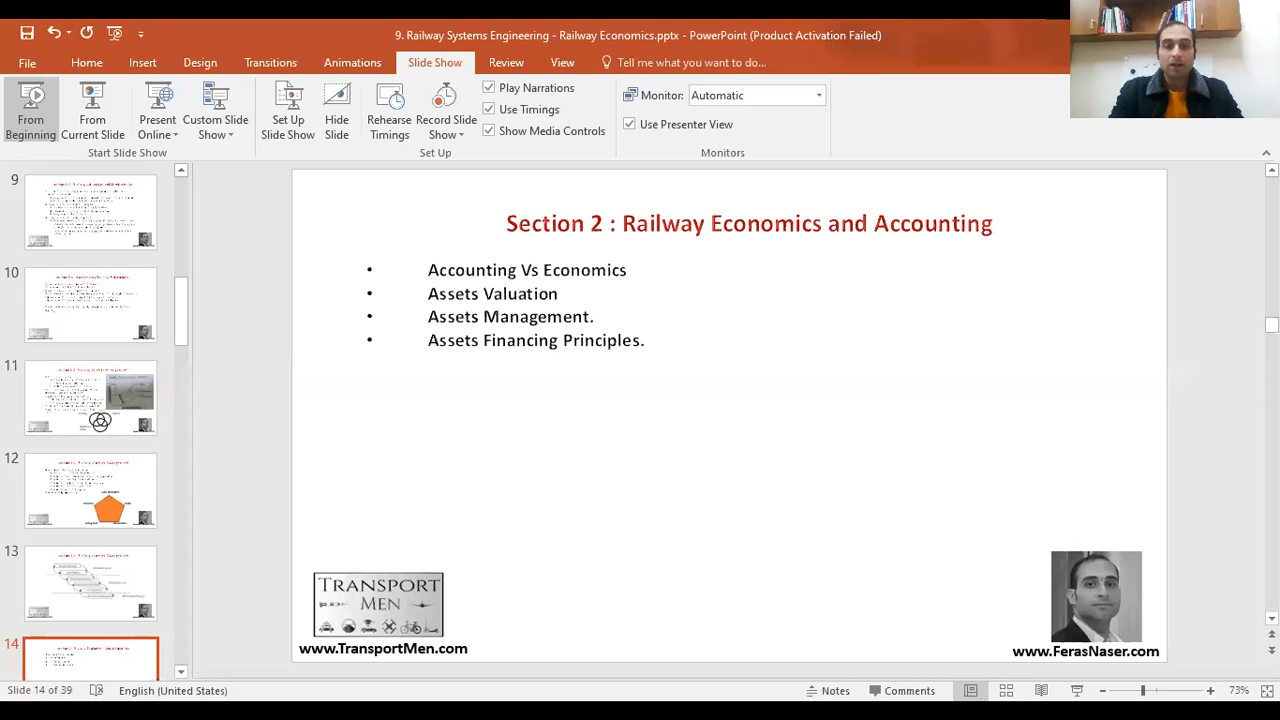 9. Railway Systems Engineering - Railway Economics.pptx - PowerPoint (Product Activation Failed)
File Home Insert Design Transitions Animations Slide Show Review View Tell me what you want to do...
From Beginning
From Current Slide
Present Online
Custom Slide Show
Start Slide Show
Set Up Slide Show
Hide Slide
Rehearse Timings
Record Slide Show
Play Narrations
Use Timings
Show Media Controls
Set Up
Monitor: Automatic
Use Presenter View
Monitors
9
10
11
12
13
14
Section 2 : Railway Economics and Accounting
• Accounting Vs Economics
• Assets Valuation
• Assets Management.
• Assets Financing Principles.
TRANSPORT
MEN
www.TransportMen.com
www.FerasNaser.com
Slide 14 of 39 English (United States) Notes Comments 73%